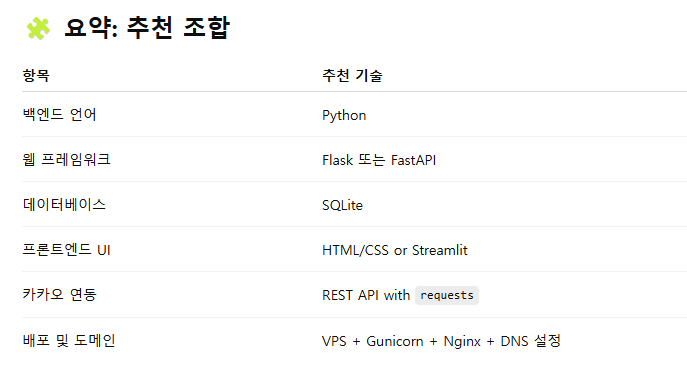 🧩 요약: 추천 조합
항목 추천 기술
백엔드 언어 Python
웹 프레임워크 Flask 또는 FastAPI
데이터베이스 SQLite
프론트엔드 UI HTML/CSS or Streamlit
카카오 연동 REST API with requests
배포 및 도메인 VPS + Gunicorn + Nginx + DNS 설정